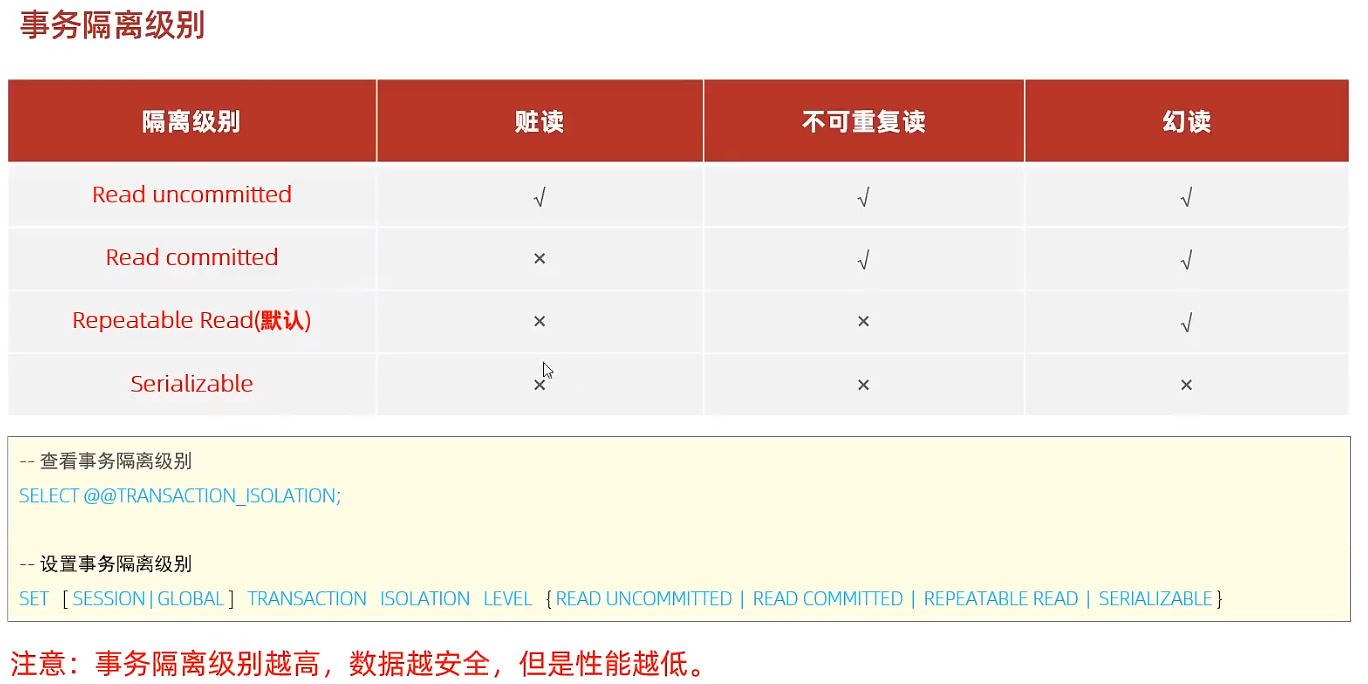 事务隔离级别
隔离级别 脏读 不可重复读 幻读
Read uncommitted √ √ √
Read committed × √ √
Repeatable Read(默认) × × √
Serializable × × ×
-- 查看事务隔离级别
SELECT @@TRANSACTION_ISOLATION;
-- 设置事务隔离级别
SET [ SESSION | GLOBAL ] TRANSACTION ISOLATION LEVEL { READ UNCOMMITTED | READ COMMITTED | REPEATABLE READ | SERIALIZABLE }
注意：事务隔离级别越高，数据越安全，但是性能越低。